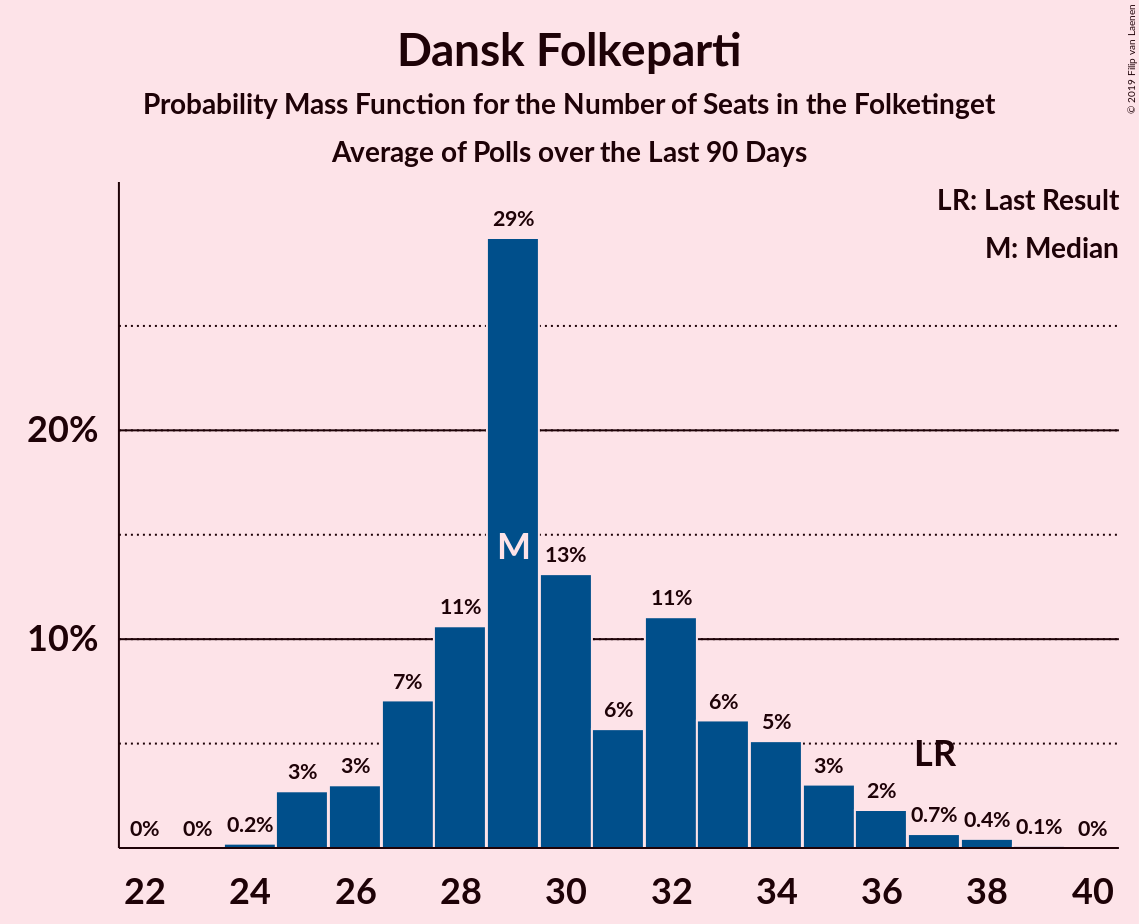 Dansk Folkeparti
Probability Mass Function for the Number of Seats in the Folketinget
Average of Polls over the Last 90 Days
© 2019 Filip van Laenen
LR: Last Result
M: Median
20%
10%
0%
0%
0.2%
3%
3%
7%
11%
29%
M
13%
6%
11%
6%
5%
3%
2%
LR
0.7%
0.4%
0.1%
0%
22 24 26 28 30 32 34 36 38 40